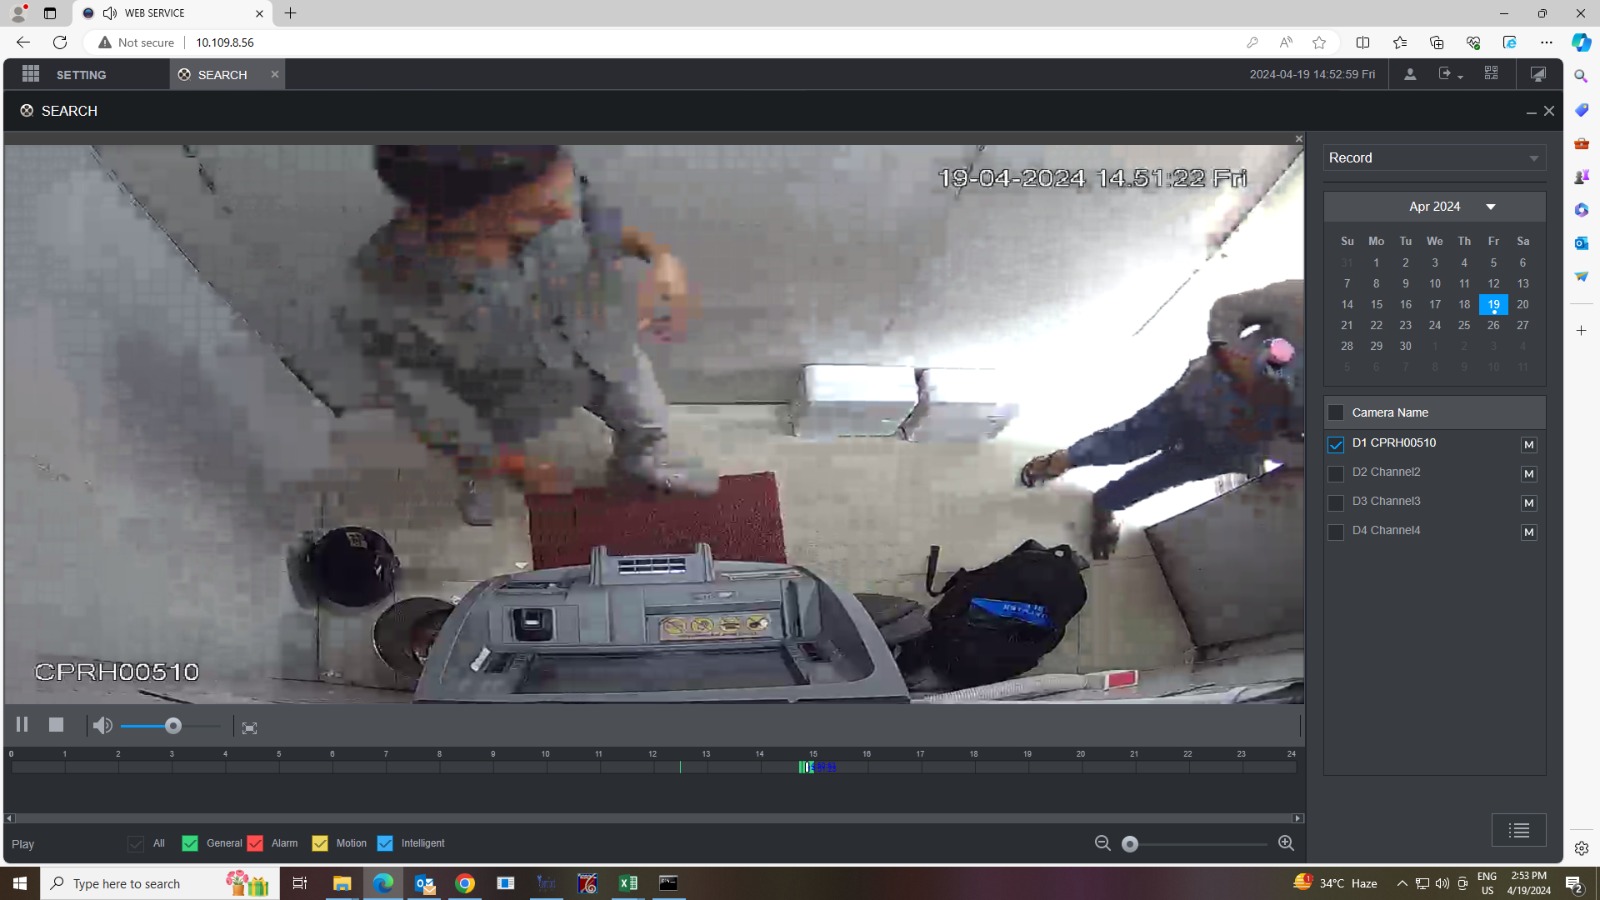 WEB SERVICE
Not secure
10.109.8.56
SETTING
SEARCH
2024-04-19 14:52:59 Fri
SEARCH
19-04-2024 14.51:22 Fri
CPRH00510
Record
Apr 2024
Su Mo Tu We Th Fr Sa
31 1 2 3 4 5 6
7 8 9 10 11 12 13
14 15 16 17 18 19 20
21 22 23 24 25 26 27
28 29 30 1 2 3 4
5 6 7 8 9 10 11
Camera Name
D1 CPRH00510 M
D2 Channel2 M
D3 Channel3 M
D4 Channel4 M
0 1 2 3 4 5 6 7 8 9 10 11 12 13 14 15 16 17 18 19 20 21 22 23 24
Play
All
General
Alarm
Motion
Intelligent
Type here to search
34°C Haze
ENG
US
2:53 PM
4/19/2024
2